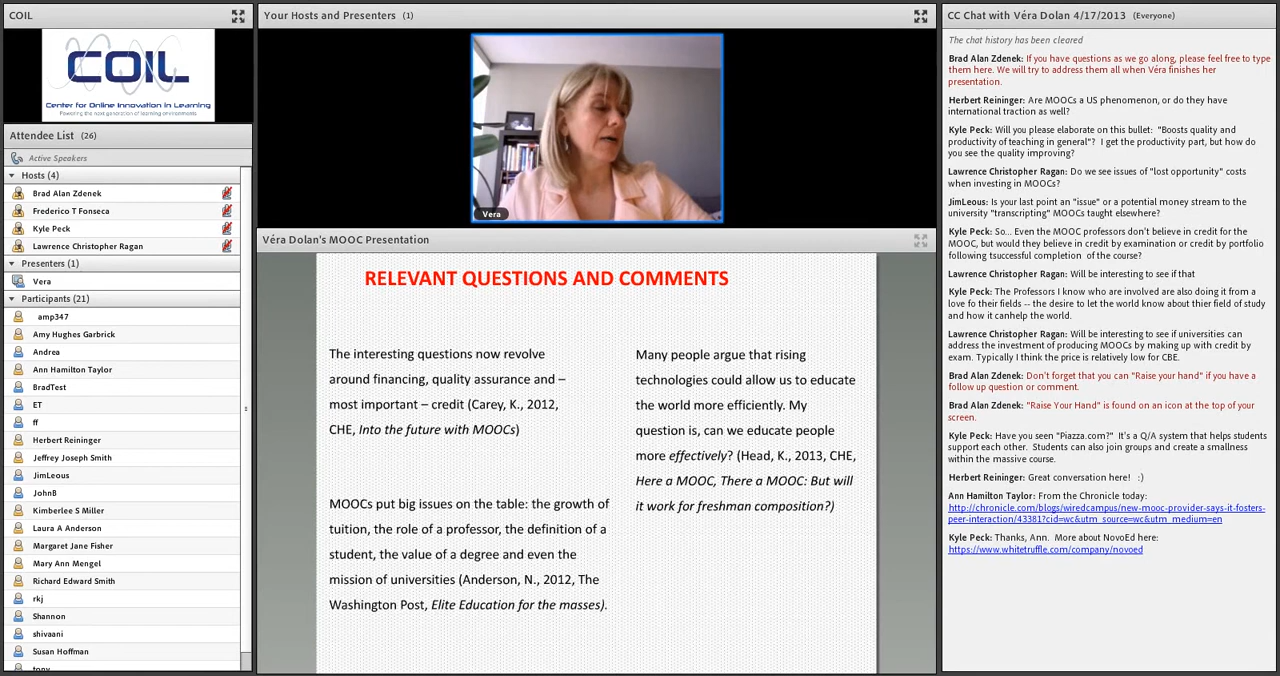 COIL
COIL
Center for Online Innovation in Learning
Powering the next generation of learning environments
Attendee List (26)
Active Speakers
Hosts (4)
Brad Alan Zdenek
Frederico T Fonseca
Kyle Peck
Lawrence Christopher Ragan
Presenters (1)
Vera
Participants (21)
amp347
Amy Hughes Garbrick
Andrea
Ann Hamilton Taylor
BradTest
ET
ff
Herbert Reininger
Jeffrey Joseph Smith
JimLeous
JohnB
Kimberlee S Miller
Laura A Anderson
Margaret Jane Fisher
Mary Ann Mengel
Richard Edward Smith
rkj
Shannon
shivaani
Susan Hoffman
tony
Your Hosts and Presenters (1)
Vera
Véra Dolan's MOOC Presentation
RELEVANT QUESTIONS AND COMMENTS
The interesting questions now revolve
around financing, quality assurance and –
most important – credit (Carey, K., 2012,
CHE, Into the future with MOOCs)
MOOCs put big issues on the table: the growth of
tuition, the role of a professor, the definition of a
student, the value of a degree and even the
mission of universities (Anderson, N., 2012, The
Washington Post, Elite Education for the masses).
Many people argue that rising
technologies could allow us to educate
the world more efficiently. My
question is, can we educate people
more effectively? (Head, K., 2013, CHE,
Here a MOOC, There a MOOC: But will
it work for freshman composition?)
CC Chat with Véra Dolan 4/17/2013 (Everyone)
The chat history has been cleared
Brad Alan Zdenek: If you have questions as we go along, please feel free to type
them here. We will try to address them all when Véra finishes her
presentation.
Herbert Reininger: Are MOOCs a US phenomenon, or do they have
international traction as well?
Kyle Peck: Will you please elaborate on this bullet: "Boosts quality and
productivity of teaching in general"? I get the productivity part, but how do
you see the quality improving?
Lawrence Christopher Ragan: Do we see issues of "lost opportunity" costs
when investing in MOOCs?
JimLeous: Is your last point an "issue" or a potential money stream to the
university "transcripting" MOOCs taught elsewhere?
Kyle Peck: So... Even the MOOC professors don't believe in credit for the
MOOC, but would they believe in credit by examination or credit by portfolio
following tsuccessful completion of the course?
Lawrence Christopher Ragan: Will be interesting to see if that
Kyle Peck: The Professors I know who are involved are also doing it from a
love fo their fields -- the desire to let the world know about thier field of study
and how it canhelp the world.
Lawrence Christopher Ragan: Will be interesting to see if universities can
address the investment of producing MOOCs by making up with credit by
exam. Typically I think the price is relatively low for CBE.
Brad Alan Zdenek: Don't forget that you can "Raise your hand" if you have a
follow up question or comment.
Brad Alan Zdenek: "Raise Your Hand" is found on an icon at the top of your
screen.
Kyle Peck: Have you seen "Piazza.com?" It's a Q/A system that helps students
support each other. Students can also join groups and create a smallness
within the massive course.
Herbert Reininger: Great conversation here! :)
Ann Hamilton Taylor: From the Chronicle today:
http://chronicle.com/blogs/wiredcampus/new-mooc-provider-says-it-fosters-
peer-interaction/43381?cid=wc&utm_source=wc&utm_medium=en
Kyle Peck: Thanks, Ann. More about NovoEd here:
https://www.whitetruffle.com/company/novoed